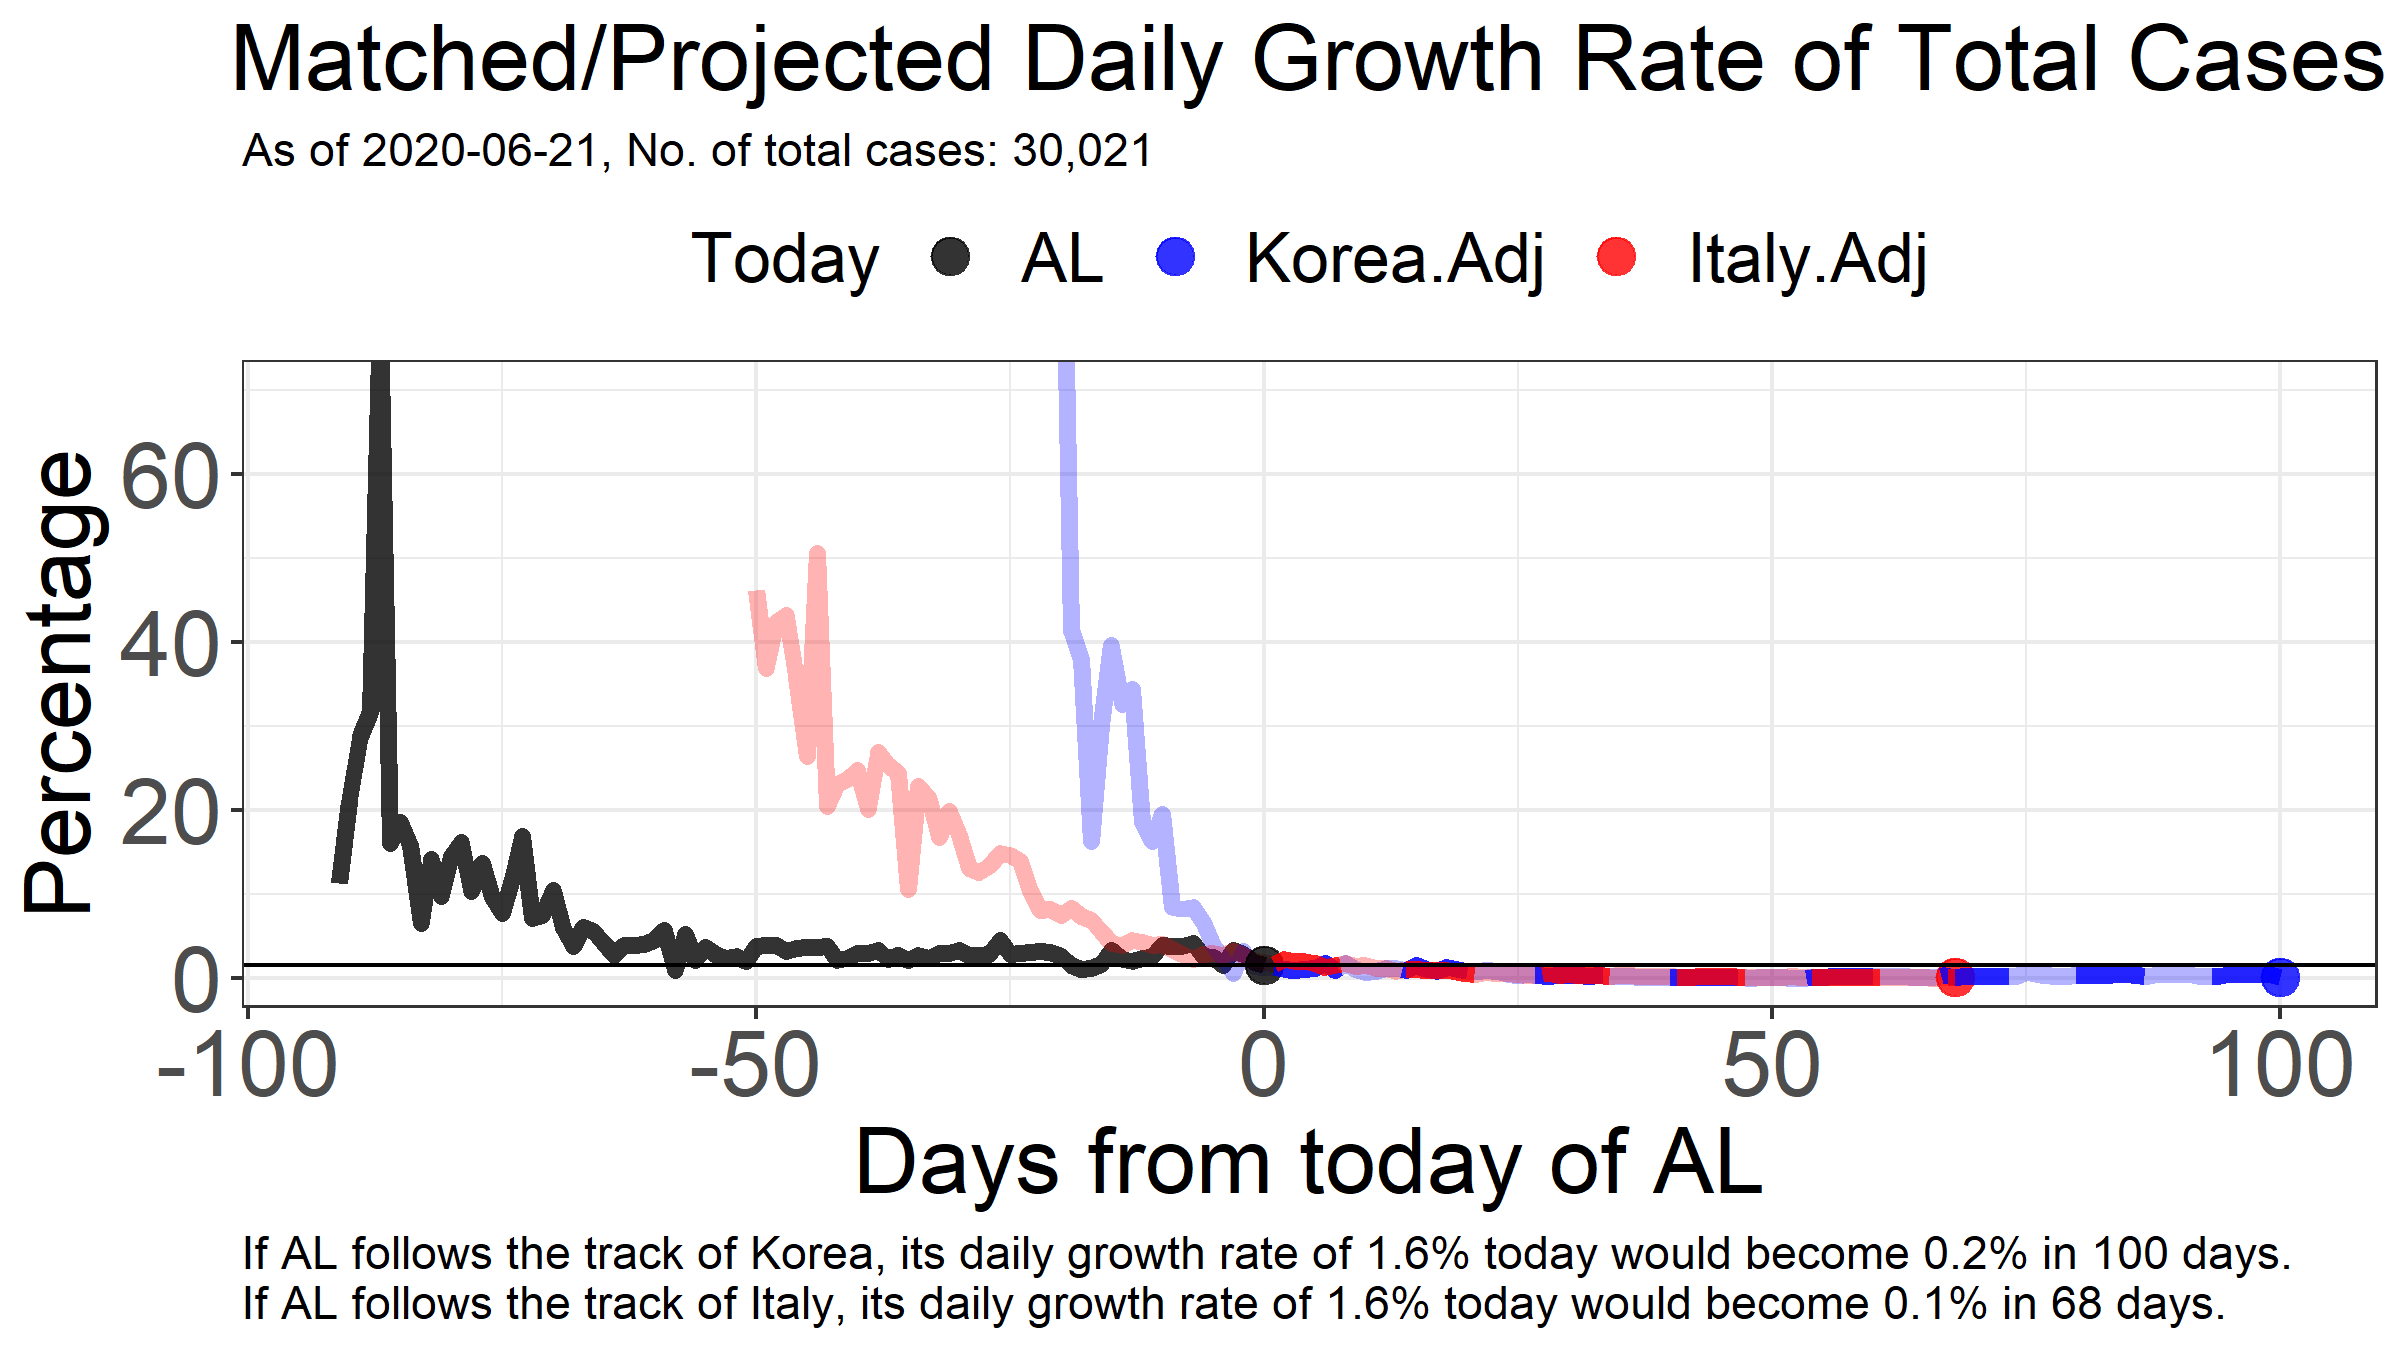 Matched/Projected Daily Growth Rate of Total Cases
As of 2020-06-21, No. of total cases: 30,021
Today AL Korea.Adj Italy.Adj
Percentage
60
40
20
0
-100 -50 0 50 100
Days from today of AL
If AL follows the track of Korea, its daily growth rate of 1.6% today would become 0.2% in 100 days.
If AL follows the track of Italy, its daily growth rate of 1.6% today would become 0.1% in 68 days.